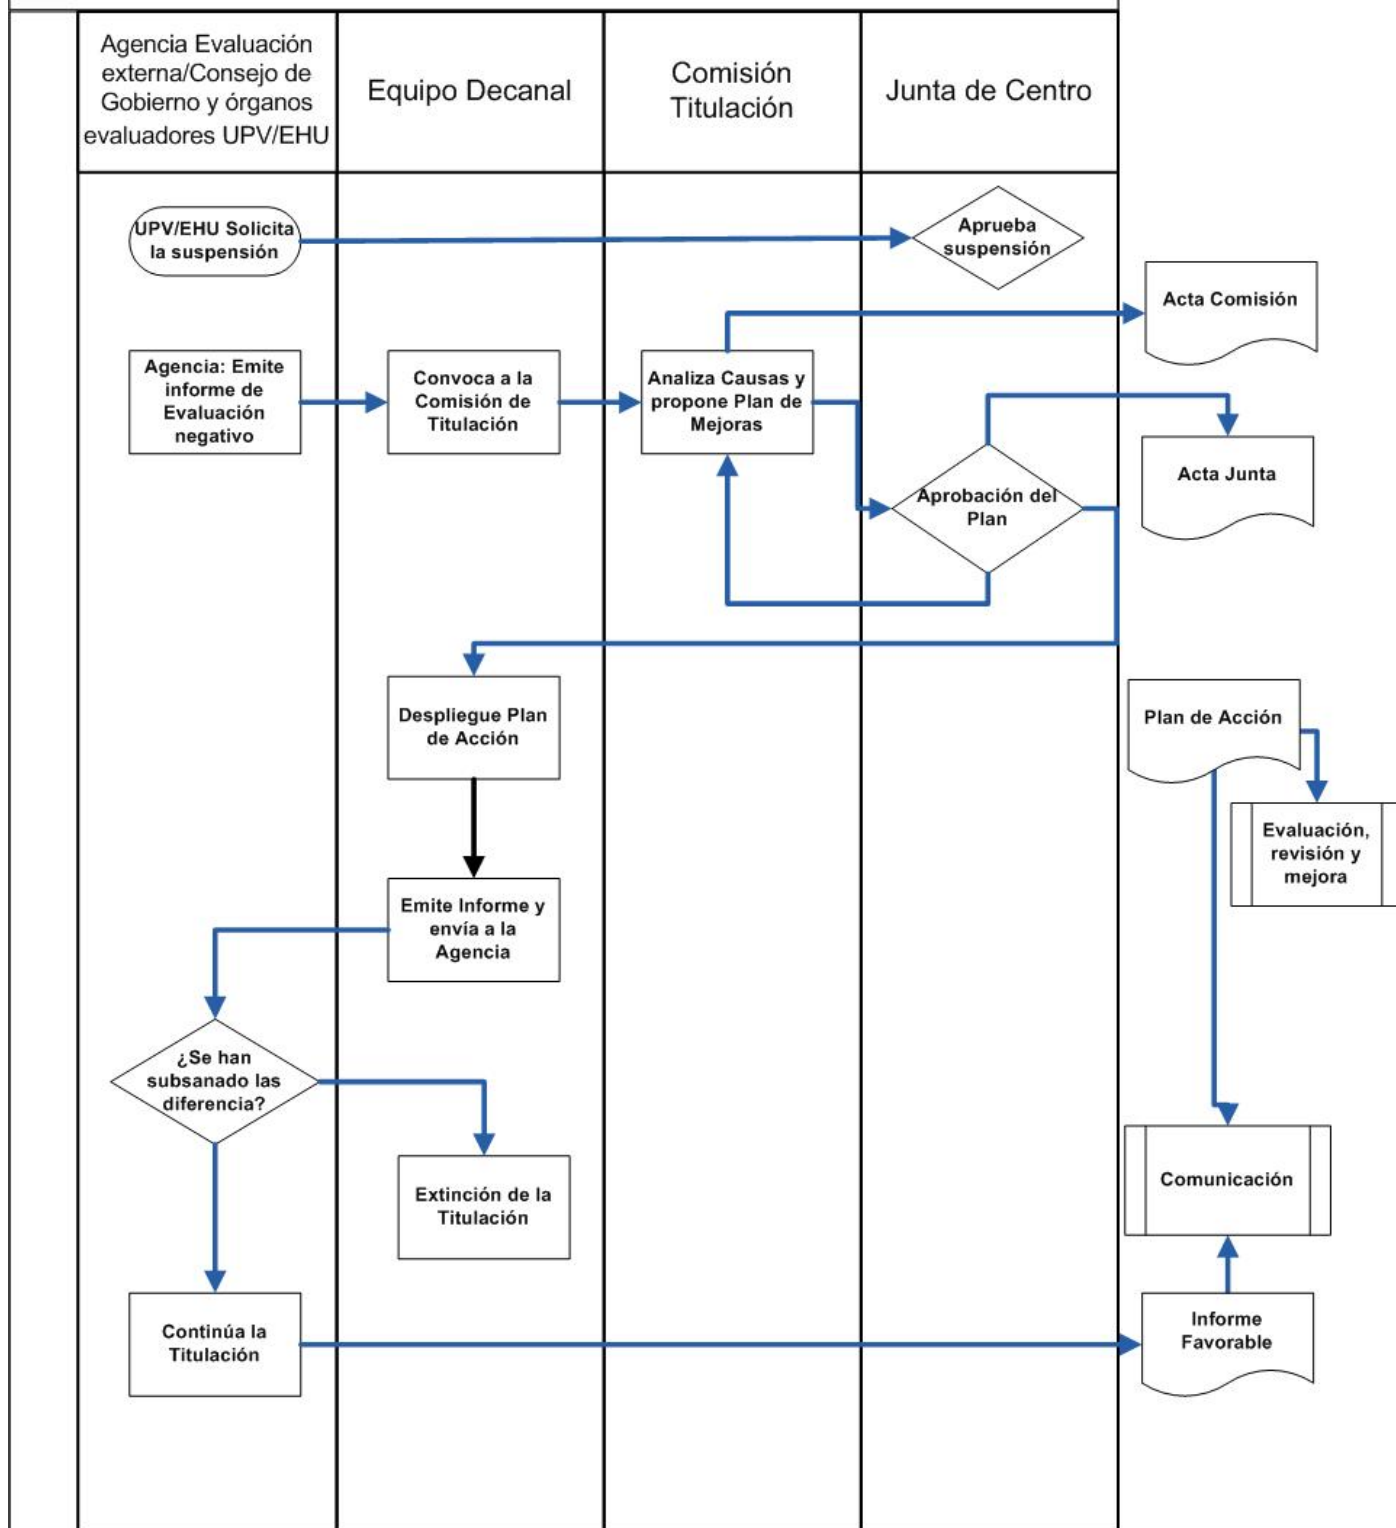 Agencia Evaluación
externa/Consejo de
Gobierno y órganos
evaluadores UPV/EHU
Equipo Decanal
Comisión
Titulación
Junta de Centro
UPV/EHU Solicita
la suspensión
Aprueba
suspensión
Acta Comisión
Agencia: Emite
informe de
Evaluación
negativo
Convoca a la
Comisión de
Titulación
Analiza Causas y
propone Plan de
Mejoras
Aprobación del
Plan
Acta Junta
Despliegue Plan
de Acción
Plan de Acción
Evaluación,
revisión y
mejora
Emite Informe y
envía a la
Agencia
¿Se han
subsanado las
diferencia?
Extinción de la
Titulación
Comunicación
Continúa la
Titulación
Informe
Favorable